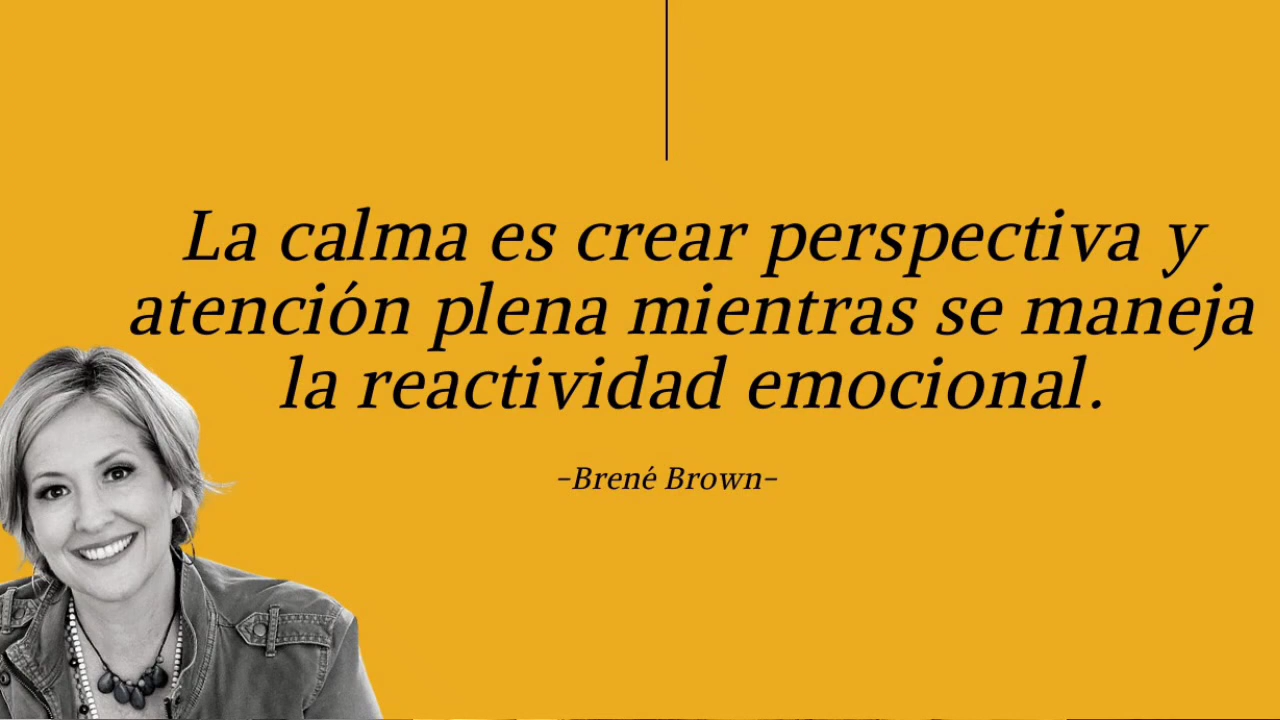 La calma es crear perspectiva y
atención plena mientras se maneja
la reactividad emocional.
-Brené Brown-